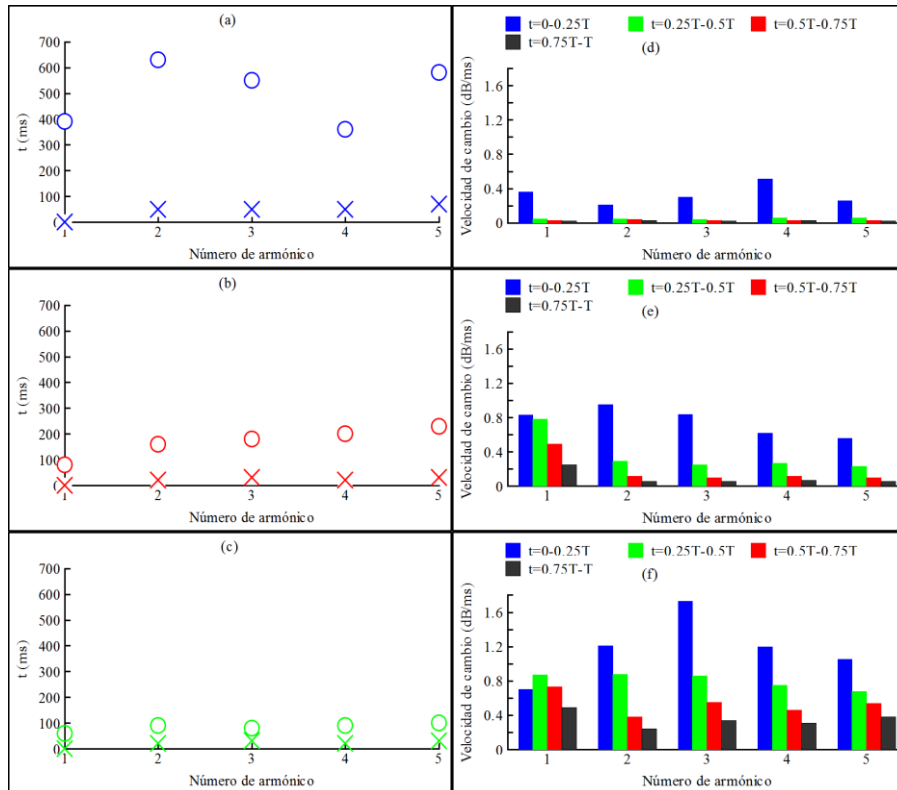 (a)
700
600
500
400
300
200
100
0
t (ms)
1 2 3 4 5
Número de armónico
t=0-0.25T t=0.25T-0.5T t=0.5T-0.75T
t=0.75T-T
(d)
1.6
1.2
0.8
0.4
0
Velocidad de cambio (dB/ms)
1 2 3 4 5
Número de armónico
(b)
700
600
500
400
300
200
100
0
t (ms)
1 2 3 4 5
Número de armónico
t=0-0.25T t=0.25T-0.5T t=0.5T-0.75T
t=0.75T-T
(e)
1.6
1.2
0.8
0.4
0
Velocidad de cambio (dB/ms)
1 2 3 4 5
Número de armónico
(c)
700
600
500
400
300
200
100
0
t (ms)
1 2 3 4 5
Número de armónico
t=0-0.25T t=0.25T-0.5T t=0.5T-0.75T
t=0.75T-T
(f)
1.6
1.2
0.8
0.4
0
Velocidad de cambio (dB/ms)
1 2 3 4 5
Número de armónico